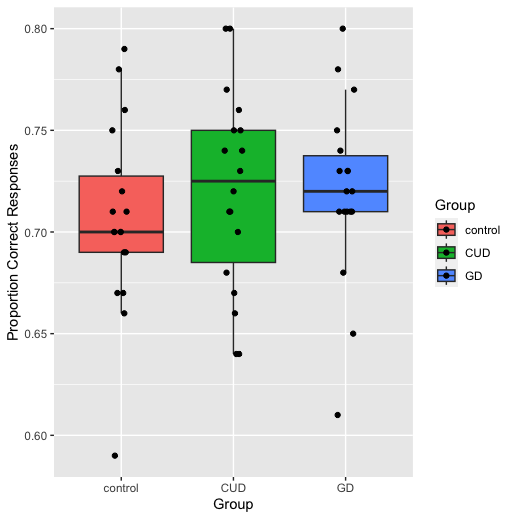 Proportion Correct Responses
0.80
0.75
0.70
0.65
0.60
control CUD GD
Group
Group
control
CUD
GD